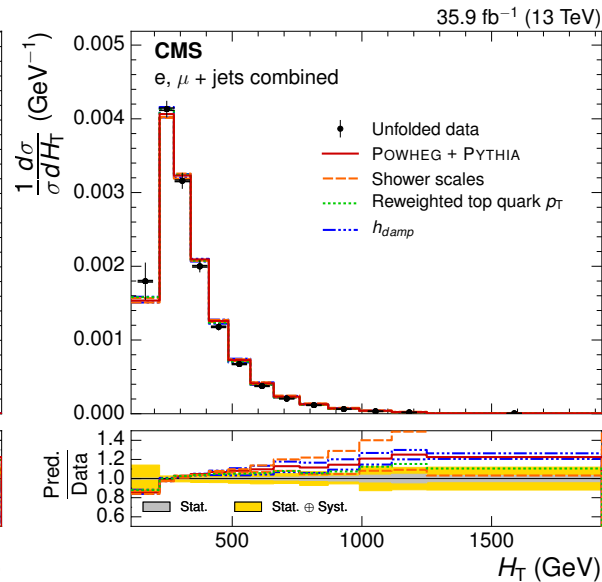 35.9 fb⁻¹ (13 TeV)
CMS
e, μ + jets combined
1/σ dσ/dH_T (GeV⁻¹)
0.005
0.004
0.003
0.002
0.001
0.000
Unfolded data
POWHEG + PYTHIA
Shower scales
Reweighted top quark p_T
h_damp
Pred.
Data
1.4
1.2
1.0
0.8
0.6
Stat.
Stat. ⊕ Syst.
500 1000 1500
H_T (GeV)